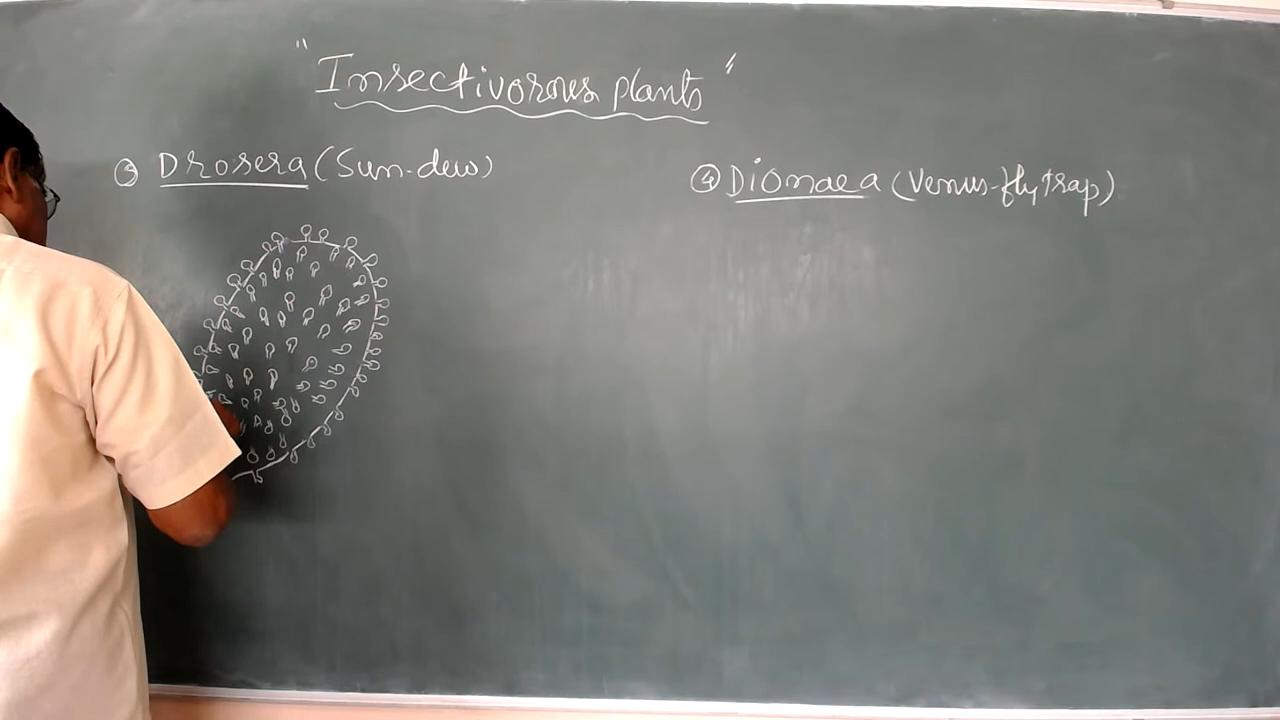 "Insectivorous plants"
③ Drosera (Sun-dew)
④ Dionaea (Venus-fly trap)